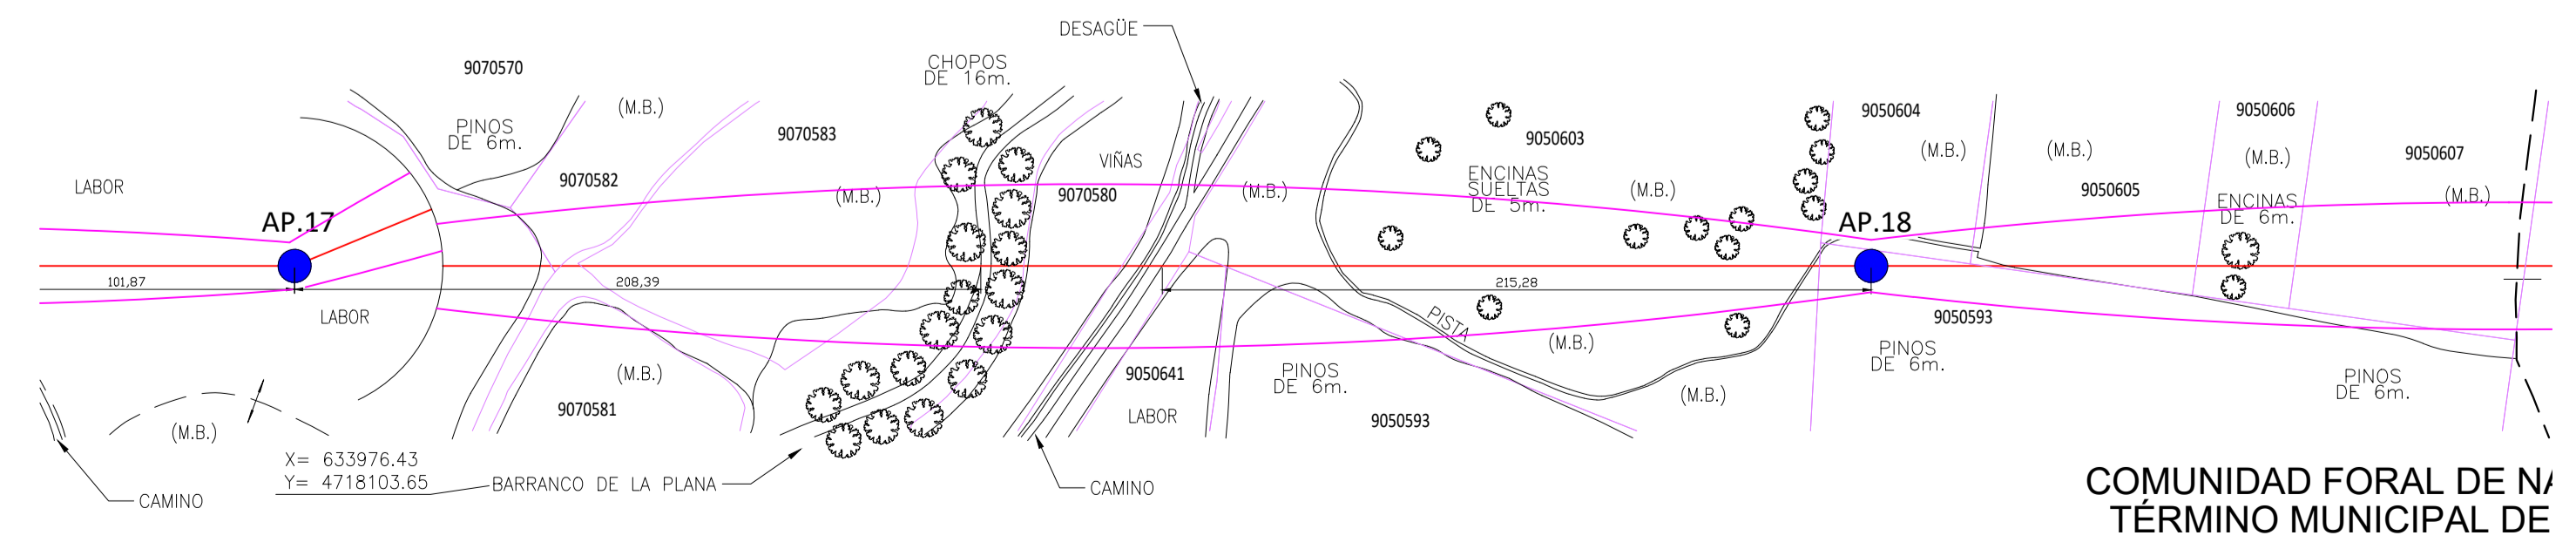 DESAGÜE
CHOPOS
DE 16m.
9070570
(M.B.)
PINOS
DE 6m.
9070583
9070582
LABOR
AP.17
(M.B.)
VIÑAS
9070580
(M.B.)
ENCINAS
SUELTAS
DE 5m.
9050603
(M.B.)
9050604
(M.B.)
AP.18
(M.B.)
9050605
9050606
(M.B.)
ENCINAS
DE 6m.
9050607
(M.B.)
101,87
208,39
215,28
LABOR
PISTA
(M.B.)
9050593
(M.B.)
9070581
9050641
LABOR
PINOS
DE 6m.
9050593
(M.B.)
PINOS
DE 6m.
PINOS
DE 6m.
(M.B.)
X= 633976.43
Y= 4718103.65
BARRANCO DE LA PLANA
CAMINO
CAMINO
COMUNIDAD FORAL DE
TÉRMINO MUNICIPAL DE